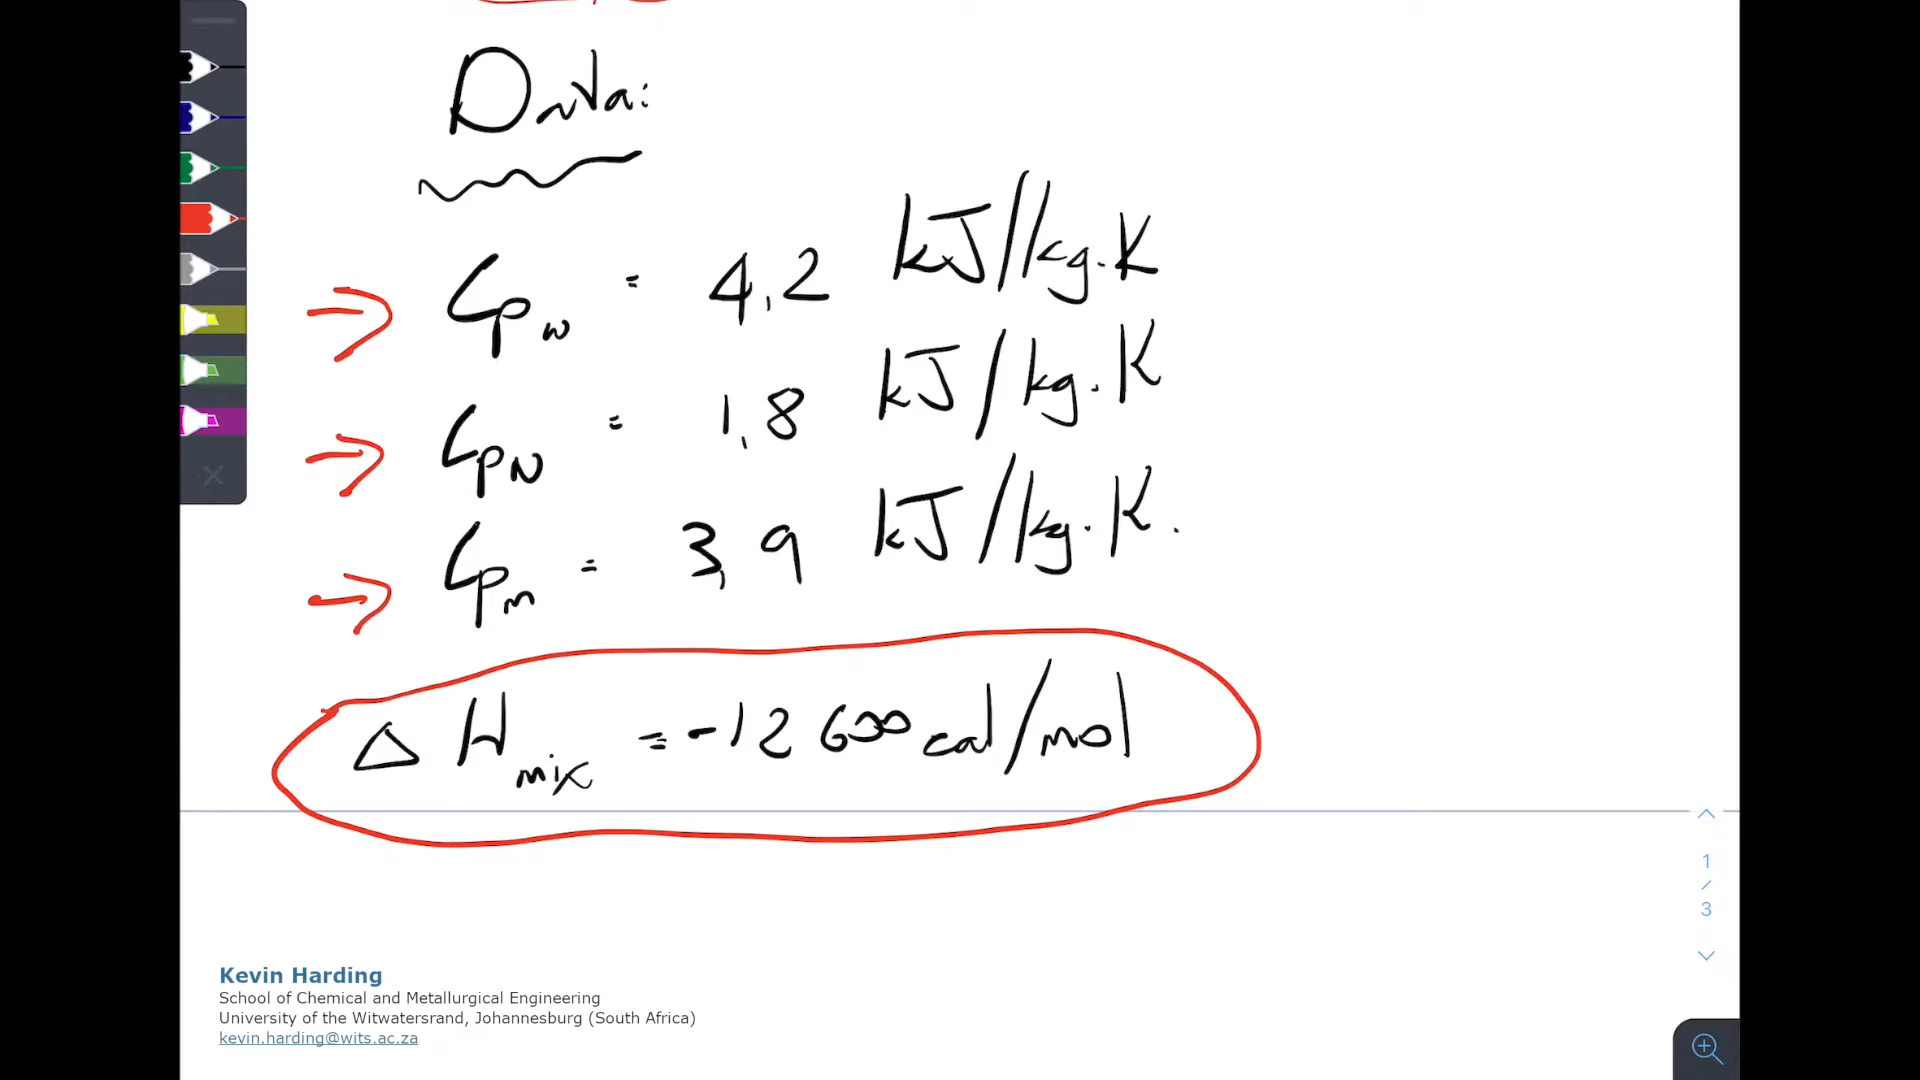 Data:
Cpw = 4,2 kJ/kg.K
CpN = 1,8 kJ/kg.K
Cpm = 3,9 kJ/kg.K.
Δ Hmix = -12 600 cal/mol
1
/
3
Kevin Harding
School of Chemical and Metallurgical Engineering
University of the Witwatersrand, Johannesburg (South Africa)
kevin.harding@wits.ac.za